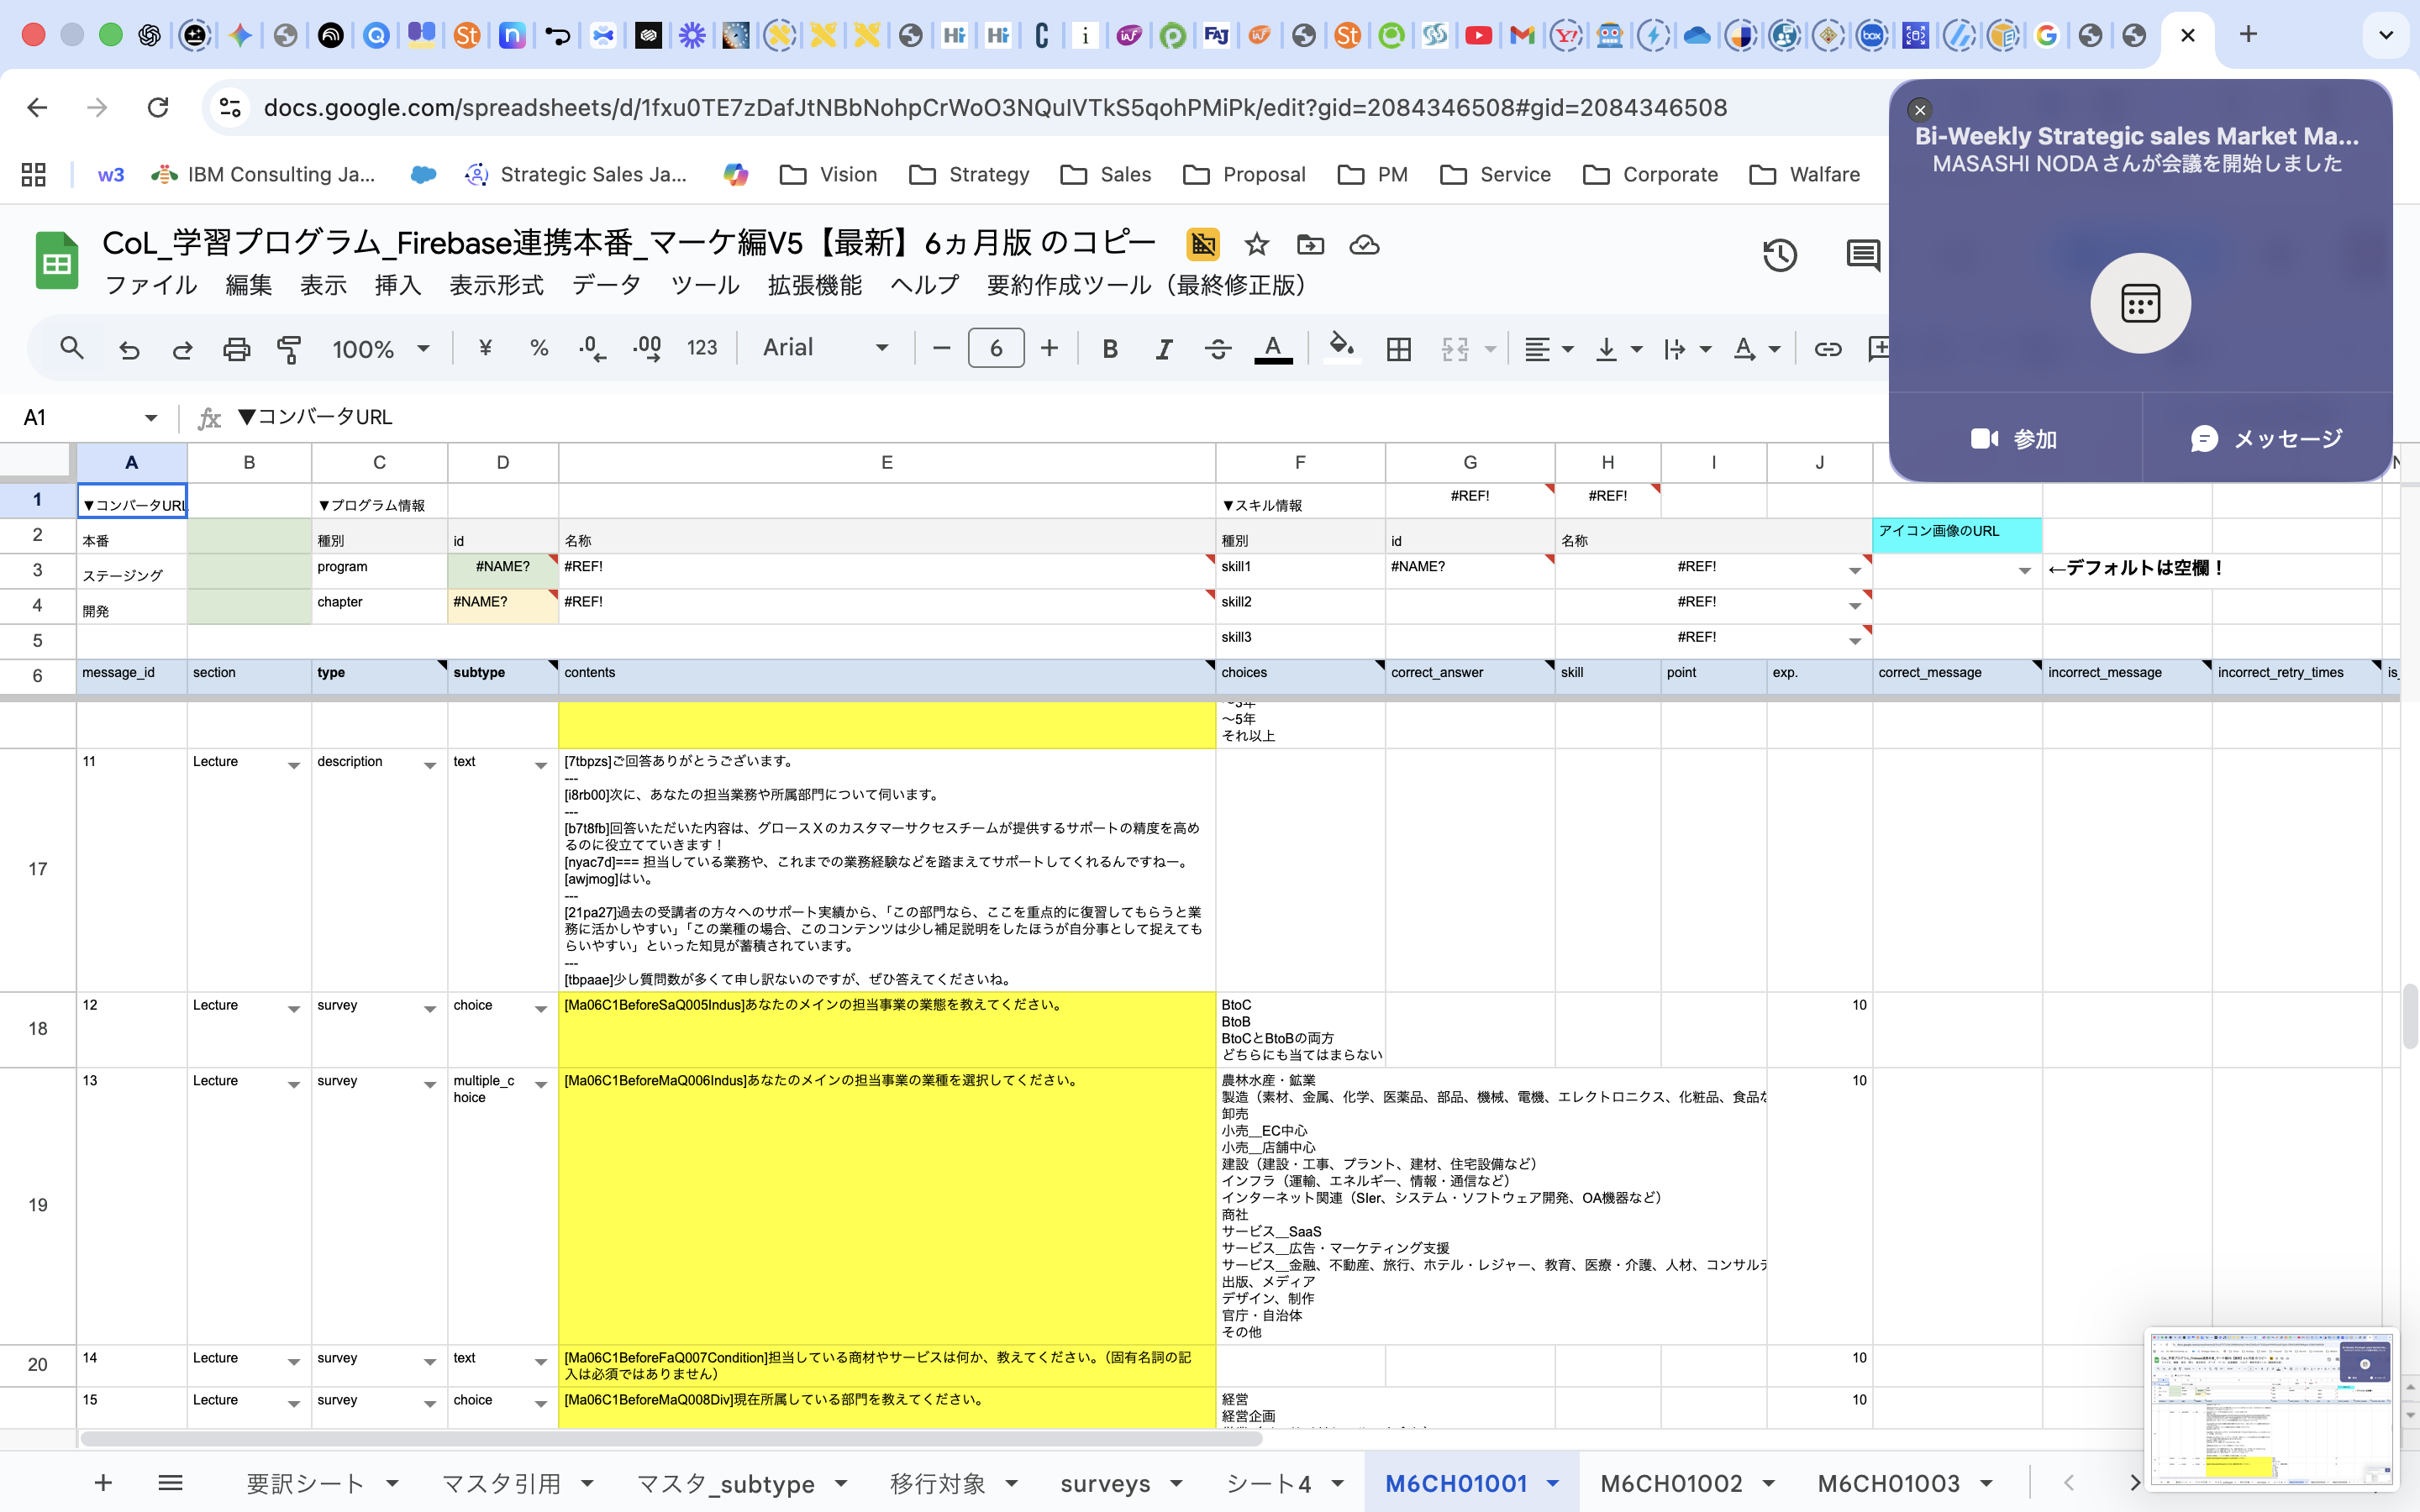 docs.google.com/spreadsheets/d/1fxu0TE7zDafJtNBbNohpCrWoO3NQuIVTkS5qohPMiPk/edit?gid=2084346508#gid=2084346508
w3 IBM Consulting Ja... Strategic Sales Ja... Vision Strategy Sales Proposal PM Service Corporate Welfare
Bi-Weekly Strategic sales Market Ma...
MASASHI NODAさんが会議を開始しました
参加 メッセージ
CoL_学習プログラム_Firebase連携本番_マーケ編V5【最新】6ヵ月版 のコピー
ファイル 編集 表示 挿入 表示形式 データ ツール 拡張機能 ヘルプ 要約作成ツール（最終修正版）
100% ¥ % .0 .00 123 Arial 6 B I S A
A1 fx ▼コンバータURL
A B C D E F G H I J
1 ▼コンバータURL ▼プログラム情報 ▼スキル情報 #REF! #REF!
2 本番 種別 id 名称 種別 id 名称 アイコン画像のURL
3 ステージング program #NAME? #REF! skill1 #NAME? #REF! ←デフォルトは空欄！
4 開発 chapter #NAME? #REF! skill2 #REF!
5 skill3 #REF!
6 message_id section type subtype contents choices correct_answer skill point exp. correct_message incorrect_message incorrect_retry_times is_
～3年
～5年
それ以上
17 11 Lecture description text [7tbpzs]ご回答ありがとうございます。
---
[i8rb00]次に、あなたの担当業務や所属部門について伺います。
---
[b7t8fb]回答いただいた内容は、グロースＸのカスタマーサクセスチームが提供するサポートの精度を高め
るのに役立てていきます！
[nyac7d]=== 担当している業務や、これまでの業務経験などを踏まえてサポートしてくれるんですねー。
[awjmog]はい。
---
[21pa27]過去の受講者の方々へのサポート実績から、「この部門なら、ここを重点的に復習してもらうと業
務に活かしやすい」「この業種の場合、このコンテンツは少し補足説明をしたほうが自分事として捉えても
らいやすい」といった知見が蓄積されています。
---
[tbpaae]少し質問数が多くて申し訳ないのですが、ぜひ答えてくださいね。
18 12 Lecture survey choice [Ma06C1BeforeSaQ005Indus]あなたのメインの担当事業の業態を教えてください。 BtoC 10
BtoB
BtoCとBtoBの両方
どちらにも当てはまらない
19 13 Lecture survey multiple_choice [Ma06C1BeforeMaQ006Indus]あなたのメインの担当事業の業種を選択してください。 農林水産・鉱業 10
製造（素材、金属、化学、医薬品、部品、機械、電機、エレクトロニクス、化粧品、食品な
卸売
小売__EC中心
小売__店舗中心
建設（建設・工事、プラント、建材、住宅設備など）
インフラ（運輸、エネルギー、情報・通信など）
インターネット関連（SIer、システム・ソフトウェア開発、OA機器など）
商社
サービス__SaaS
サービス__広告・マーケティング支援
サービス__金融、不動産、旅行、ホテル・レジャー、教育、医療・介護、人材、コンサルテ
出版、メディア
デザイン、制作
官庁・自治体
その他
20 14 Lecture survey text [Ma06C1BeforeFaQ007Condition]担当している商材やサービスは何か、教えてください。（固有名詞の記 10
入は必須ではありません）
15 Lecture survey choice [Ma06C1BeforeMaQ008Div]現在所属している部門を教えてください。 経営 10
経営企画
要訳シート マスタ引用 マスタ_subtype 移行対象 surveys シート4 M6CH01001 M6CH01002 M6CH01003